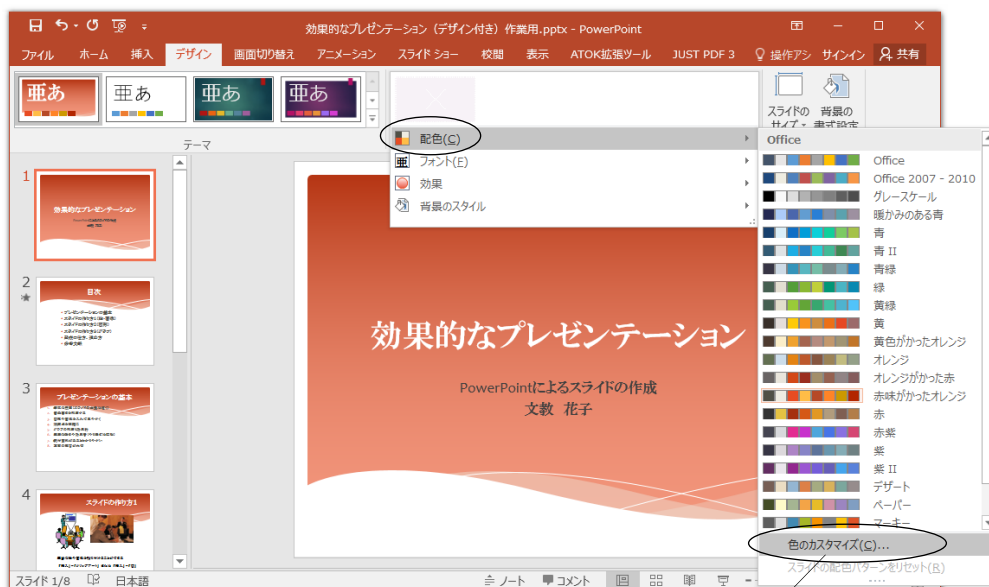 効果的なプレゼンテーション（デザイン付き）作業用.pptx - PowerPoint
ファイル ホーム 挿入 デザイン 画面切り替え アニメーション スライド ショー 校閲 表示 ATOK拡張ツール JUST PDF 3 操作アシ サインイン 共有
亜あ 亜あ 亜あ 亜あ
スライドの サイズ 背景の 書式設定
テーマ
配色(C)
亜 フォント(F)
効果
背景のスタイル
Office
Office
Office 2007 - 2010
グレースケール
暖かみのある青
青
青 II
青緑
緑
黄緑
黄
黄色がかったオレンジ
オレンジ
オレンジがかった赤
赤味がかったオレンジ
赤
赤紫
紫
紫 II
デザート
ペーパー
マーキー
色のカスタマイズ(C)...
スライドの配色パターンをリセット(R)
1
効果的なプレゼンテーション
2
目次
3
プレゼンテーションの基本
4
スライドの作り方1
効果的なプレゼンテーション
PowerPointによるスライドの作成
文教 花子
スライド 1/8 日本語 ノート コメント